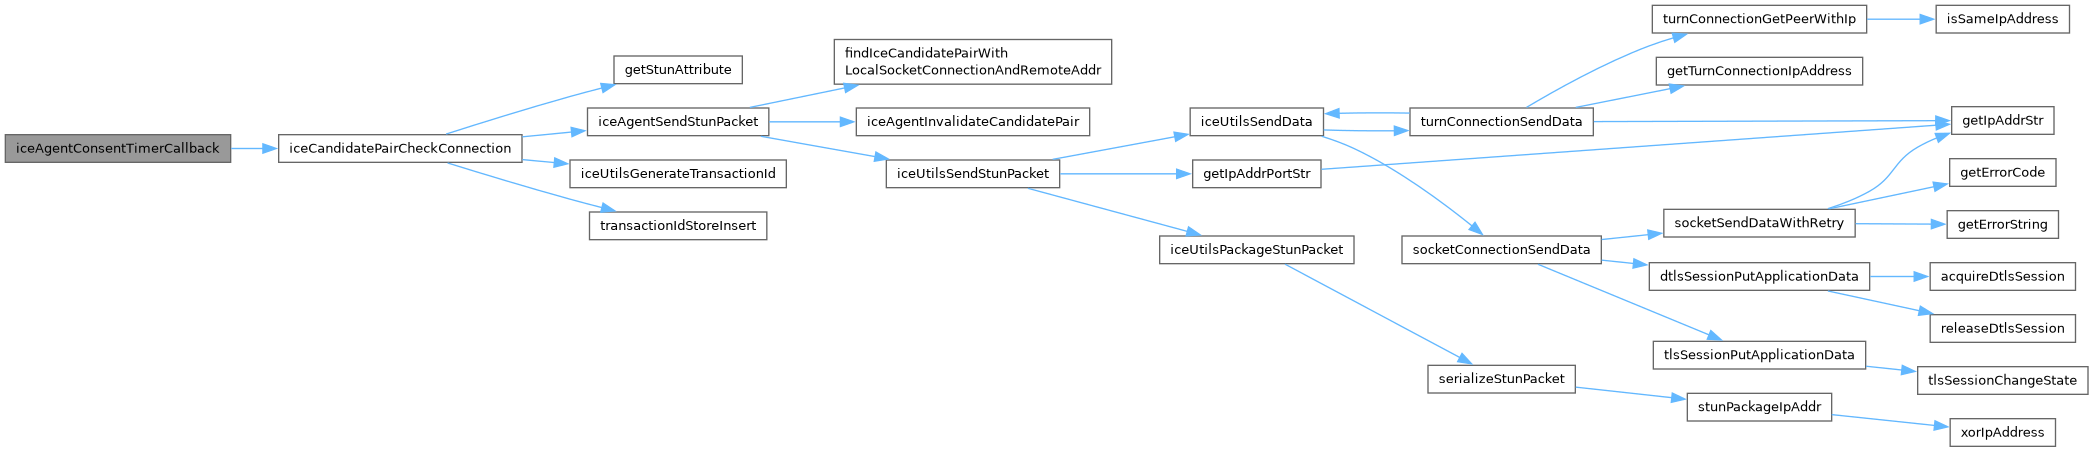 iceAgentConsentTimerCallback
iceCandidatePairCheckConnection
getStunAttribute
iceAgentSendStunPacket
iceUtilsGenerateTransactionId
transactionIdStoreInsert
findIceCandidatePairWith
LocalSocketConnectionAndRemoteAddr
iceAgentInvalidateCandidatePair
iceUtilsSendStunPacket
iceUtilsSendData
getIpAddrPortStr
iceUtilsPackageStunPacket
turnConnectionSendData
socketConnectionSendData
serializeStunPacket
turnConnectionGetPeerWithIp
getTurnConnectionIpAddress
socketSendDataWithRetry
dtlsSessionPutApplicationData
tlsSessionPutApplicationData
stunPackageIpAddr
isSameIpAddress
getIpAddrStr
getErrorCode
getErrorString
acquireDtlsSession
releaseDtlsSession
tlsSessionChangeState
xorIpAddress